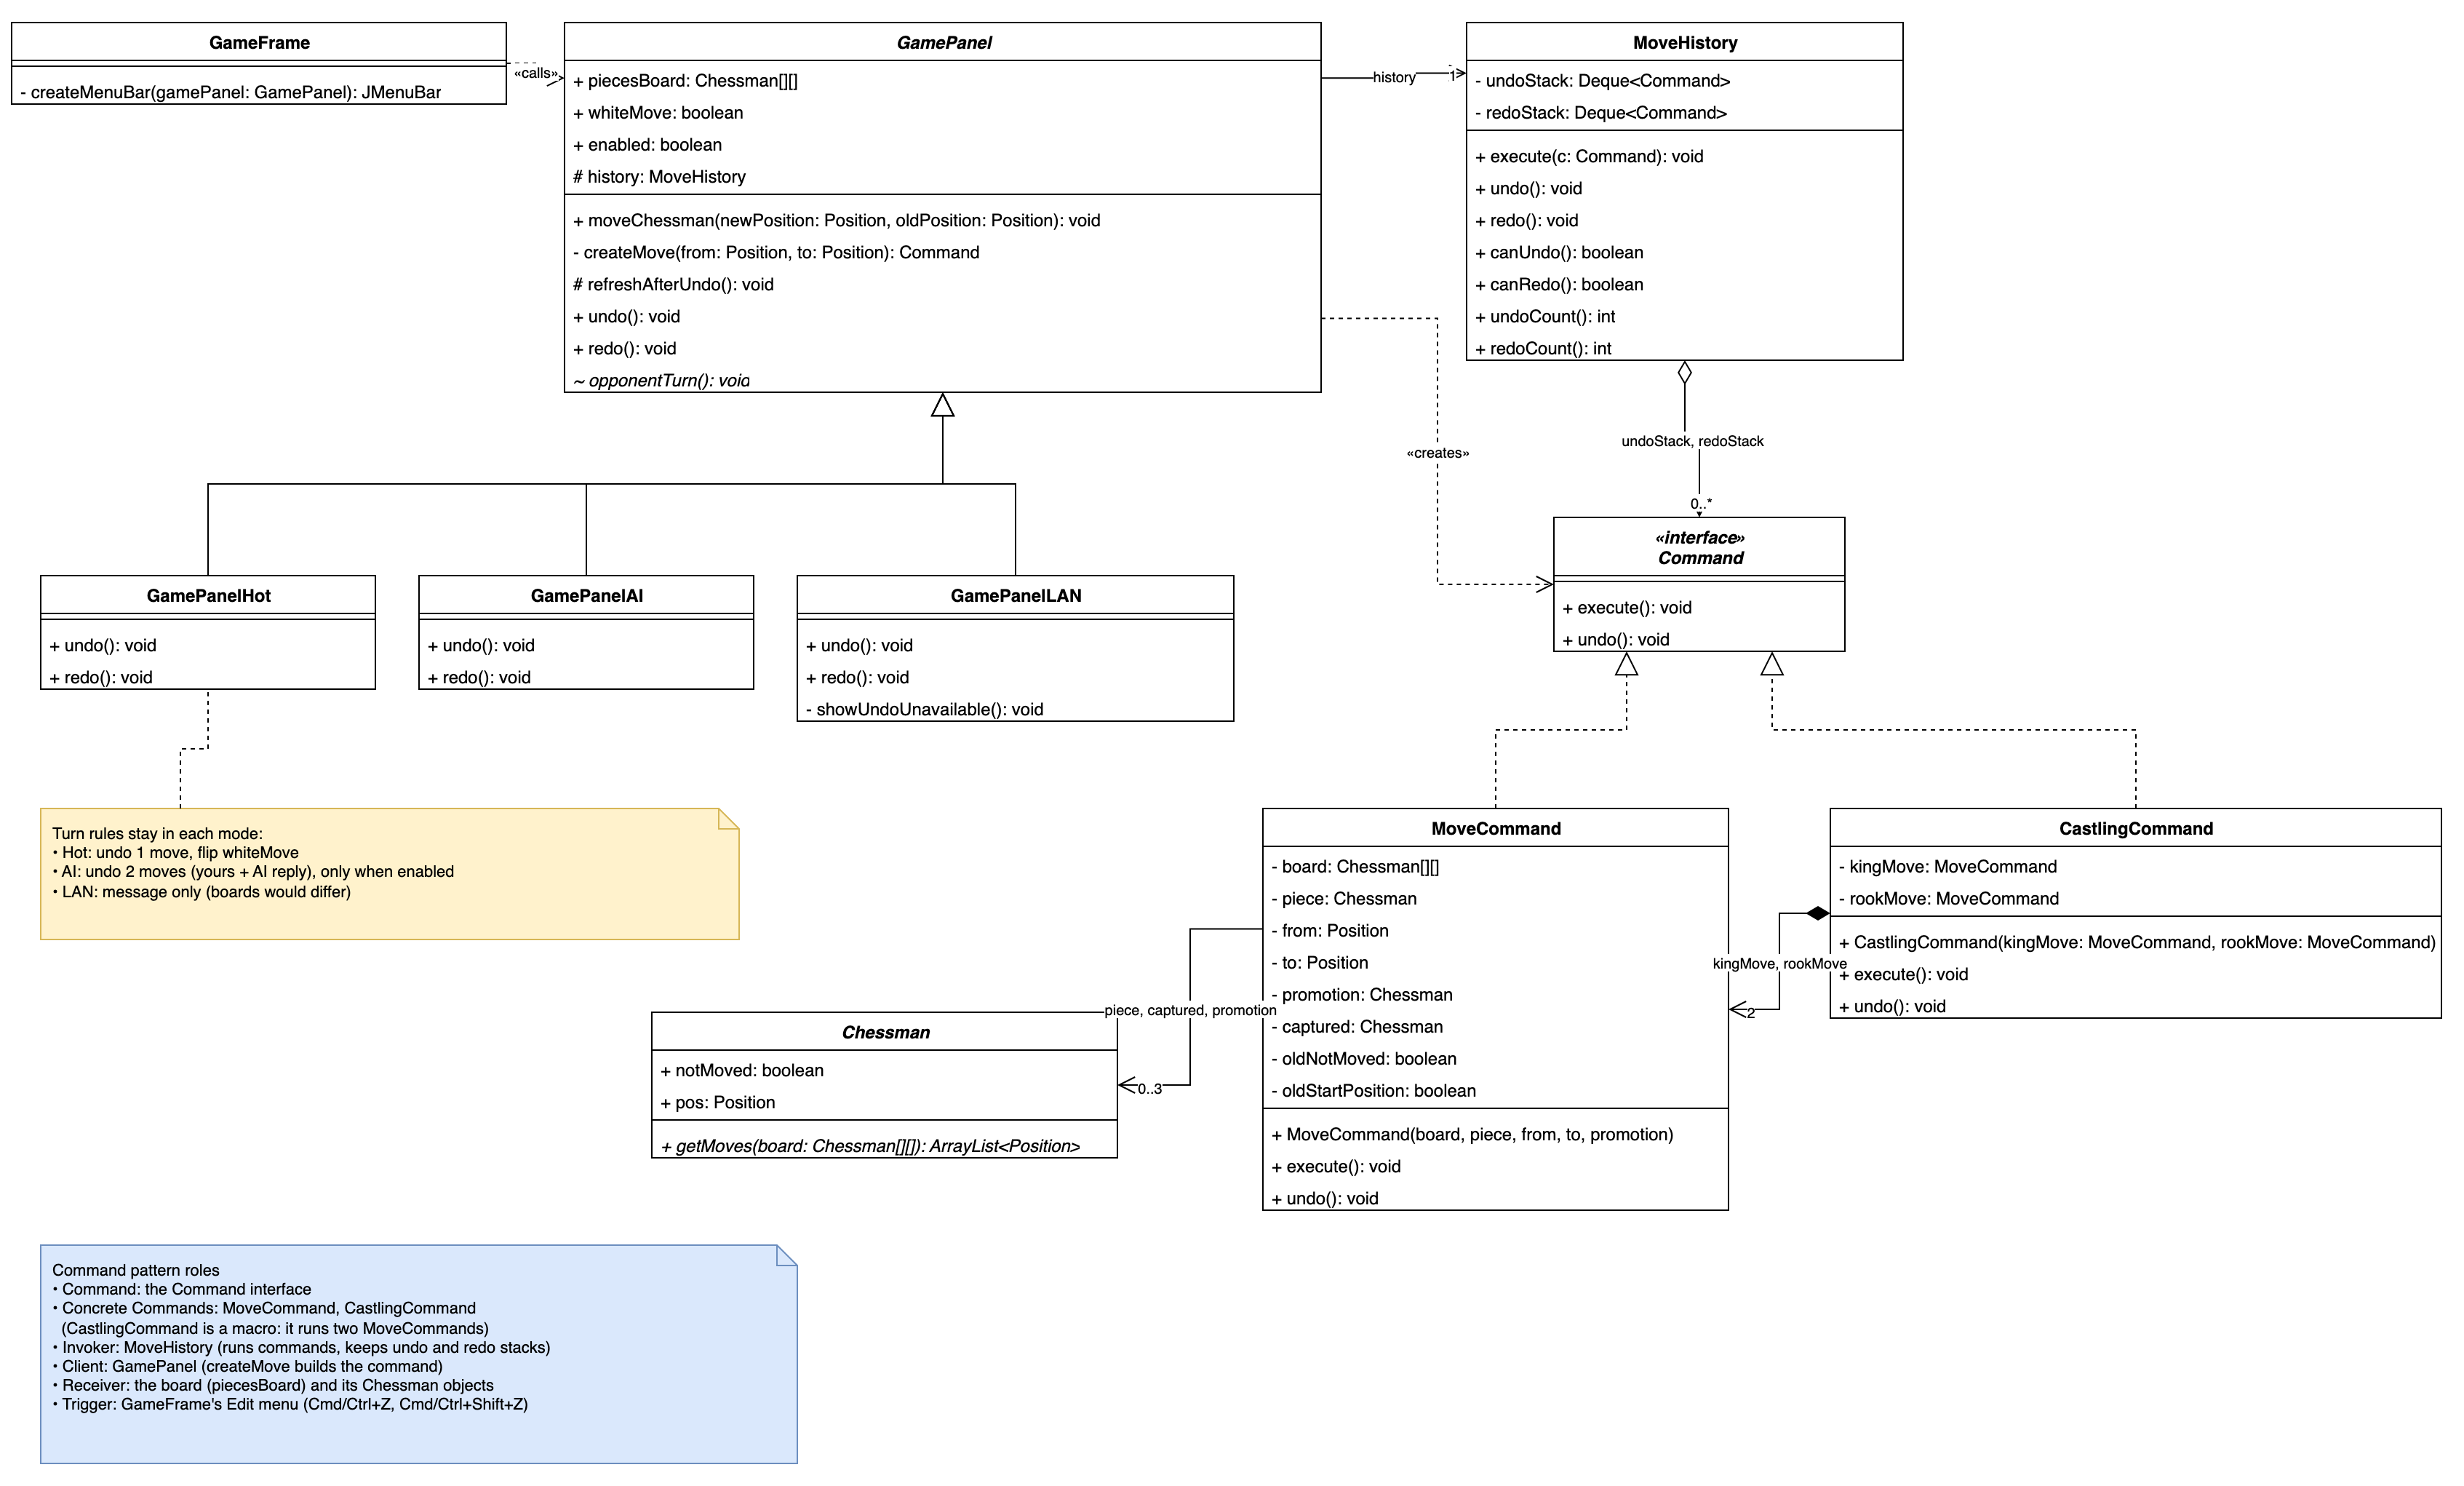 GameFrame
- createMenuBar(gamePanel: GamePanel): JMenuBar
«calls»
GamePanel
+ piecesBoard: Chessman[][]
+ whiteMove: boolean
+ enabled: boolean
# history: MoveHistory
+ moveChessman(newPosition: Position, oldPosition: Position): void
- createMove(from: Position, to: Position): Command
# refreshAfterUndo(): void
+ undo(): void
+ redo(): void
~ opponentTurn(): void
history
1
MoveHistory
- undoStack: Deque<Command>
- redoStack: Deque<Command>
+ execute(c: Command): void
+ undo(): void
+ redo(): void
+ canUndo(): boolean
+ canRedo(): boolean
+ undoCount(): int
+ redoCount(): int
«creates»
undoStack, redoStack
0..*
«interface»
Command
+ execute(): void
+ undo(): void
GamePanelHot
+ undo(): void
+ redo(): void
GamePanelAI
+ undo(): void
+ redo(): void
GamePanelLAN
+ undo(): void
+ redo(): void
- showUndoUnavailable(): void
Turn rules stay in each mode:
• Hot: undo 1 move, flip whiteMove
• AI: undo 2 moves (yours + AI reply), only when enabled
• LAN: message only (boards would differ)
MoveCommand
- board: Chessman[][]
- piece: Chessman
- from: Position
- to: Position
- promotion: Chessman
- captured: Chessman
- oldNotMoved: boolean
- oldStartPosition: boolean
+ MoveCommand(board, piece, from, to, promotion)
+ execute(): void
+ undo(): void
CastlingCommand
- kingMove: MoveCommand
- rookMove: MoveCommand
+ CastlingCommand(kingMove: MoveCommand, rookMove: MoveCommand)
+ execute(): void
+ undo(): void
kingMove, rookMove
2
piece, captured, promotion
0..3
Chessman
+ notMoved: boolean
+ pos: Position
+ getMoves(board: Chessman[][]): ArrayList<Position>
Command pattern roles
• Command: the Command interface
• Concrete Commands: MoveCommand, CastlingCommand
(CastlingCommand is a macro: it runs two MoveCommands)
• Invoker: MoveHistory (runs commands, keeps undo and redo stacks)
• Client: GamePanel (createMove builds the command)
• Receiver: the board (piecesBoard) and its Chessman objects
• Trigger: GameFrame's Edit menu (Cmd/Ctrl+Z, Cmd/Ctrl+Shift+Z)